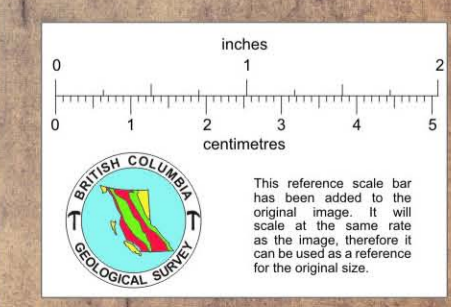 inches
0 1 2
0 1 2 3 4 5
centimetres
BRITISH COLUMBIA
GEOLOGICAL SURVEY
This reference scale bar
has been added to the
original image. It will
scale at the same rate
as the image, therefore it
can be used as a reference
for the original size.